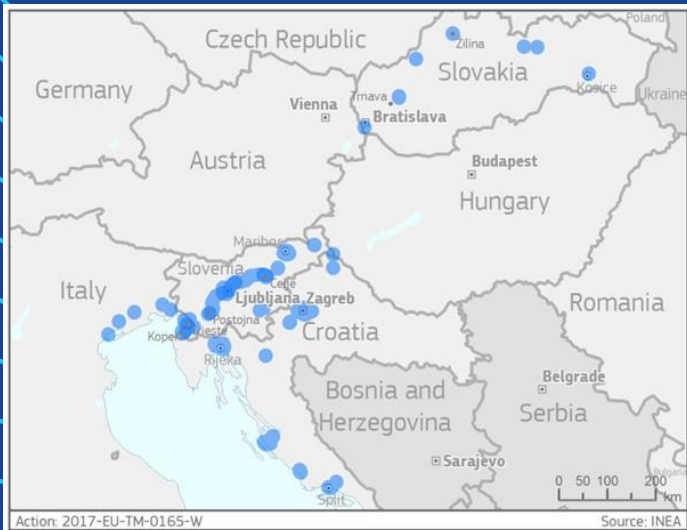 Poland
Czech Republic
Zilina
Slovakia
Germany
Kosice
Ukraine
Trnava
Vienna
Bratislava
Austria
Budapest
Hungary
Maribor
Slovenia
Italy
Celje
Ljubljana Zagreb
Romania
Postojna
Koper
Trieste
Croatia
Rijeka
Belgrade
Bosnia and
Herzegovina
Serbia
Sarajevo
Bulgaria
0 50 100 200
km
Split
Action: 2017-EU-TM-0165-W
Source: INEA